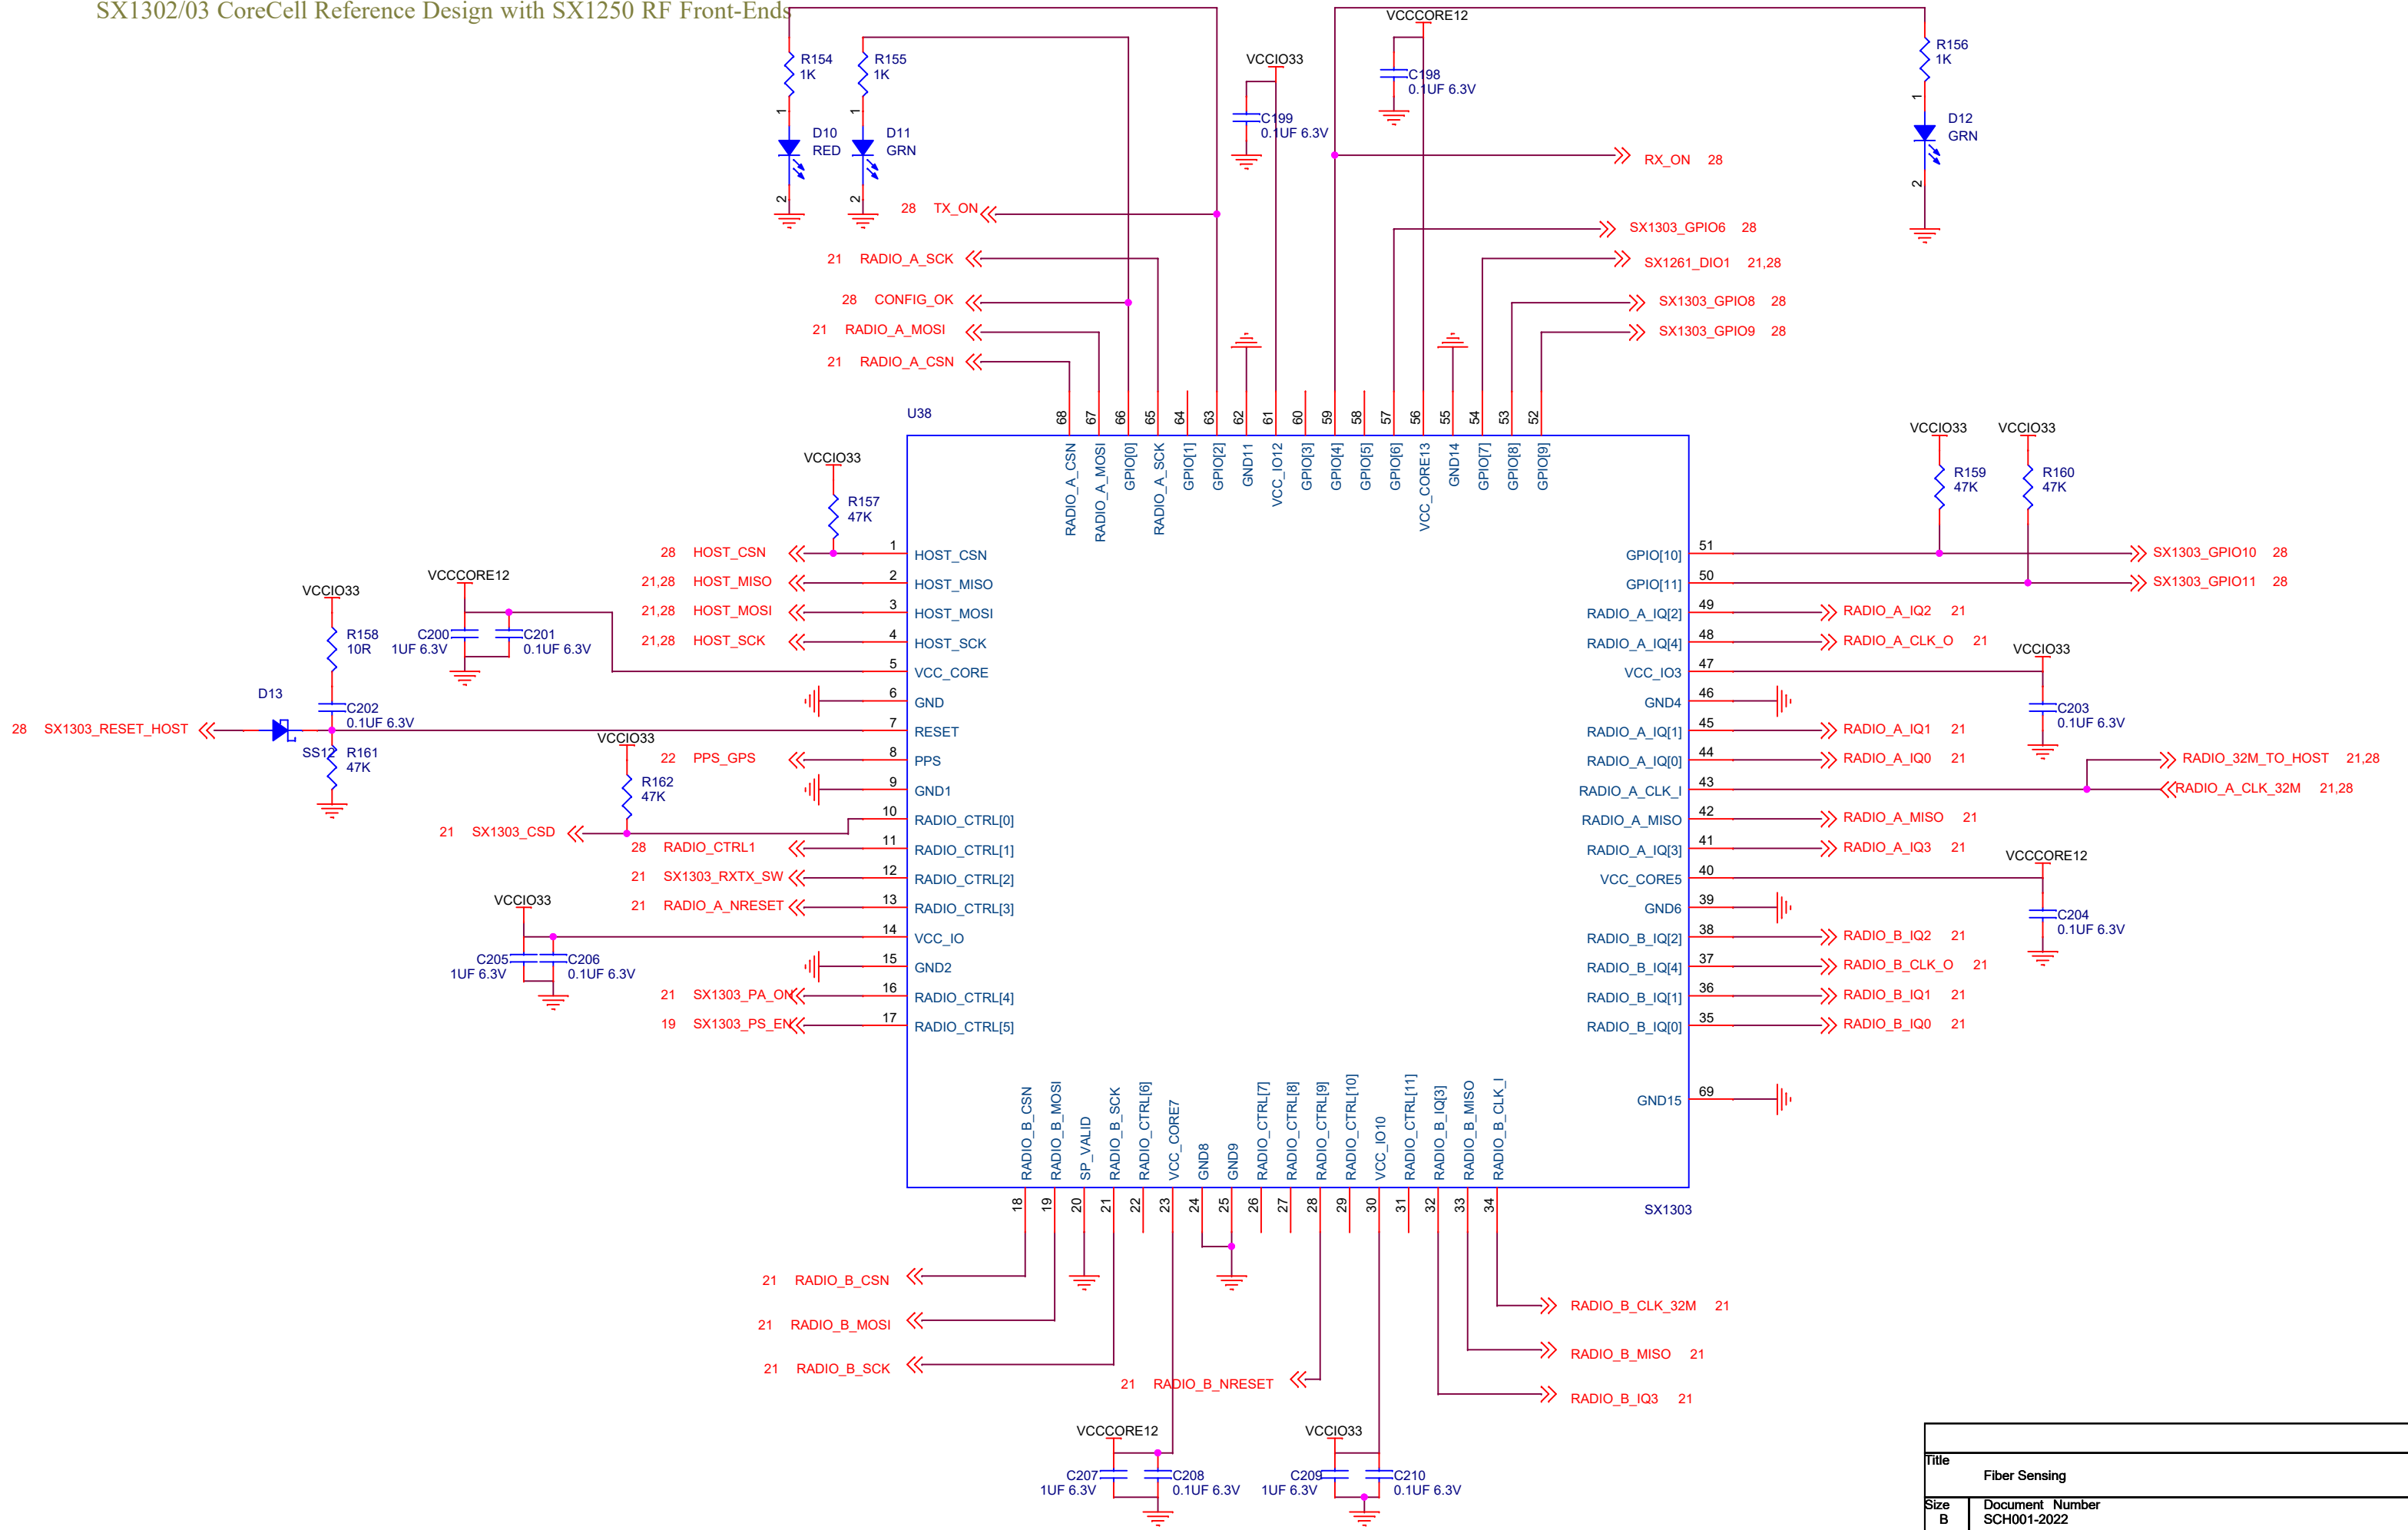 SX1302/03 CoreCell Reference Design with SX1250 RF Front-Ends
VCCCORE12
R154
1K
R155
1K
VCCIO33
C198
0.1UF 6.3V
R156
1K
1
1
1
D10
RED
D11
GRN
C199
0.1UF 6.3V
D12
GRN
2
2
2
RX_ON 28
28 TX_ON
SX1303_GPIO6 28
21 RADIO_A_SCK
SX1261_DIO1 21,28
28 CONFIG_OK
SX1303_GPIO8 28
21 RADIO_A_MOSI
SX1303_GPIO9 28
21 RADIO_A_CSN
U38
68 67 66 65 64 63 62 61 60 59 58 57 56 55 54 53 52
RADIO_A_CSN
RADIO_A_MOSI
GPIO[0]
RADIO_A_SCK
GPIO[1]
GPIO[2]
GND11
VCC_IO12
GPIO[3]
GPIO[4]
GPIO[5]
GPIO[6]
VCC_CORE13
GND14
GPIO[7]
GPIO[8]
GPIO[9]
VCCIO33
R157
47K
VCCIO33
VCCIO33
R159
47K
R160
47K
28 HOST_CSN
1 HOST_CSN
21,28 HOST_MISO
2 HOST_MISO
21,28 HOST_MOSI
3 HOST_MOSI
21,28 HOST_SCK
4 HOST_SCK
VCCCORE12
C200
1UF 6.3V
C201
0.1UF 6.3V
5 VCC_CORE
6 GND
VCCIO33
R158
10R
C202
0.1UF 6.3V
D13
SS12
28 SX1303_RESET_HOST
R161
47K
7 RESET
22 PPS_GPS
8 PPS
9 GND1
VCCIO33
R162
47K
21 SX1303_CSD
10 RADIO_CTRL[0]
28 RADIO_CTRL1
11 RADIO_CTRL[1]
21 SX1303_RXTX_SW
12 RADIO_CTRL[2]
21 RADIO_A_NRESET
13 RADIO_CTRL[3]
VCCIO33
C205
1UF 6.3V
C206
0.1UF 6.3V
14 VCC_IO
15 GND2
21 SX1303_PA_ON
16 RADIO_CTRL[4]
19 SX1303_PS_EN
17 RADIO_CTRL[5]
GPIO[10] 51
SX1303_GPIO10 28
GPIO[11] 50
SX1303_GPIO11 28
RADIO_A_IQ[2] 49
RADIO_A_IQ2 21
RADIO_A_IQ[4] 48
RADIO_A_CLK_O 21
VCC_IO3 47
VCCIO33
C203
0.1UF 6.3V
GND4 46
RADIO_A_IQ[1] 45
RADIO_A_IQ1 21
RADIO_A_IQ[0] 44
RADIO_A_IQ0 21
RADIO_32M_TO_HOST 21,28
RADIO_A_CLK_I 43
RADIO_A_CLK_32M 21,28
RADIO_A_MISO 42
RADIO_A_MISO 21
RADIO_A_IQ[3] 41
RADIO_A_IQ3 21
VCC_CORE5 40
VCCCORE12
C204
0.1UF 6.3V
GND6 39
RADIO_B_IQ[2] 38
RADIO_B_IQ2 21
RADIO_B_IQ[4] 37
RADIO_B_CLK_O 21
RADIO_B_IQ[1] 36
RADIO_B_IQ1 21
RADIO_B_IQ[0] 35
RADIO_B_IQ0 21
GND15 69
RADIO_B_CSN
RADIO_B_MOSI
SP_VALID
RADIO_B_SCK
RADIO_CTRL[6]
VCC_CORE7
GND8
GND9
RADIO_CTRL[7]
RADIO_CTRL[8]
RADIO_CTRL[9]
RADIO_CTRL[10]
VCC_IO10
RADIO_CTRL[11]
RADIO_B_IQ[3]
RADIO_B_MISO
RADIO_B_CLK_I
18 19 20 21 22 23 24 25 26 27 28 29 30 31 32 33 34
SX1303
21 RADIO_B_CSN
RADIO_B_CLK_32M 21
21 RADIO_B_MOSI
RADIO_B_MISO 21
21 RADIO_B_SCK
21 RADIO_B_NRESET
RADIO_B_IQ3 21
VCCCORE12
C207
1UF 6.3V
C208
0.1UF 6.3V
VCCIO33
C209
1UF 6.3V
C210
0.1UF 6.3V
Title
Fiber Sensing
Size
B
Document Number
SCH001-2022